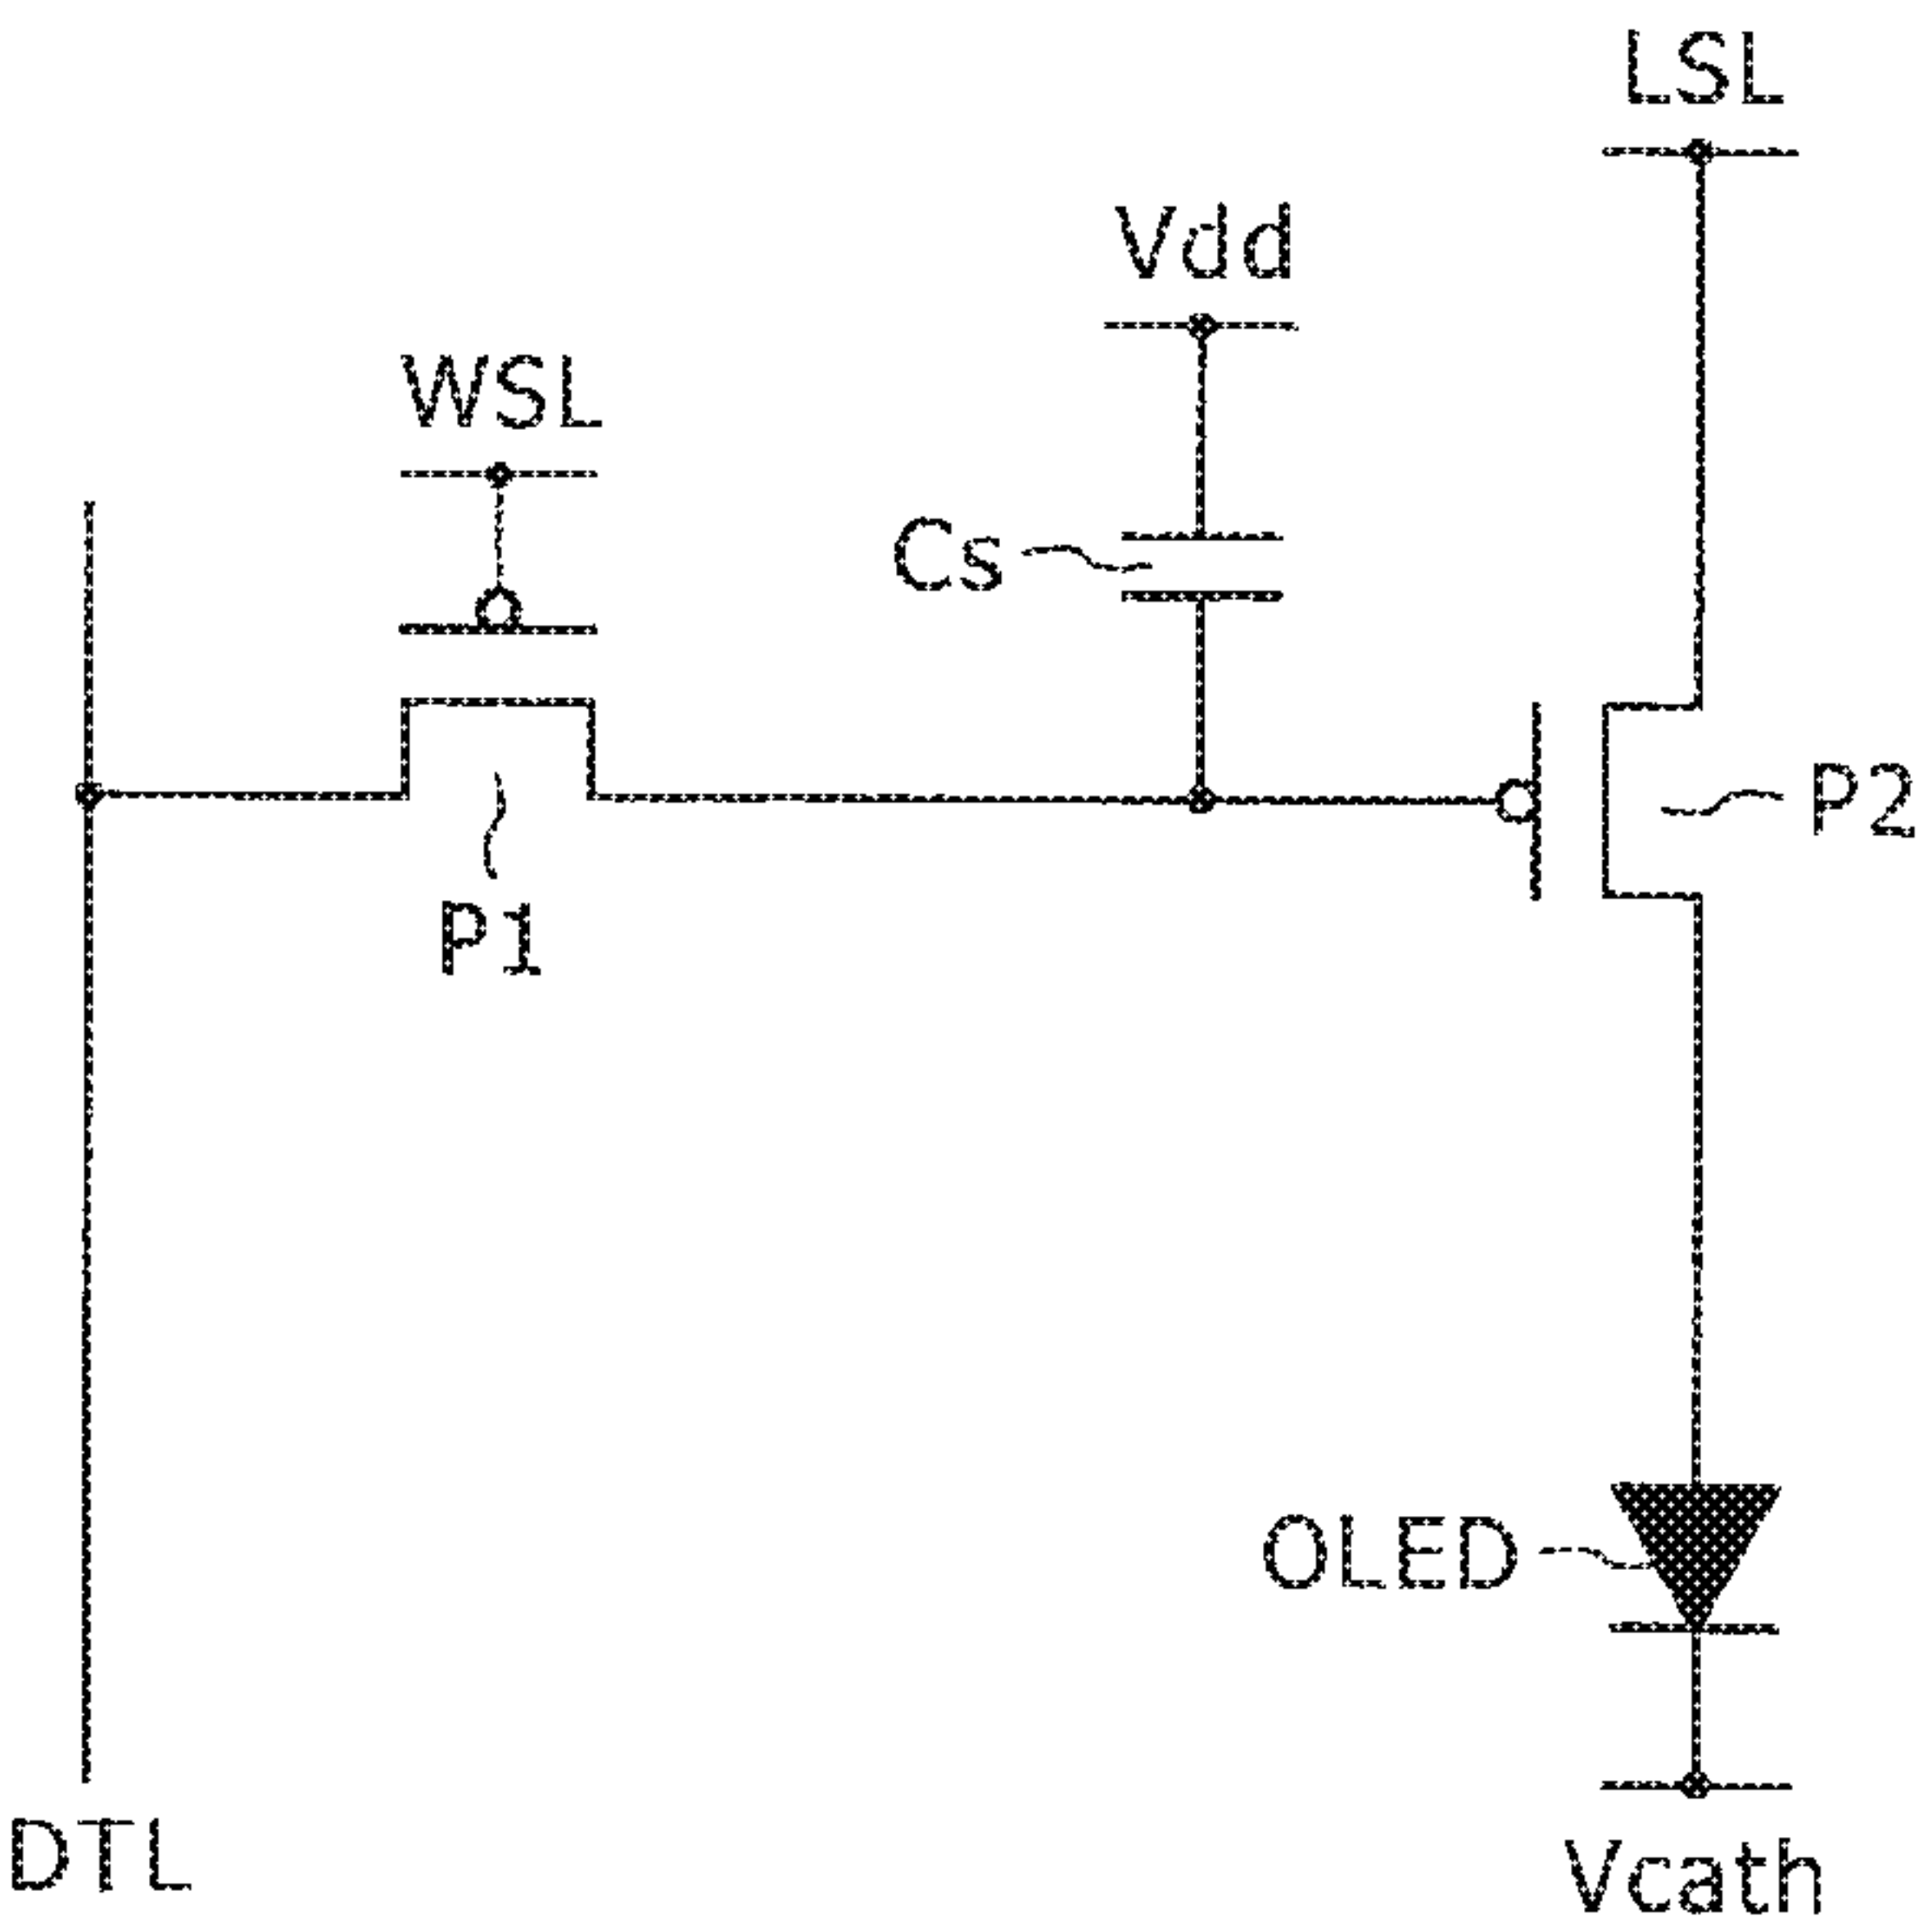 LSL
Vdd
WSL
Cs
P2
P1
OLED
DTL
Vcath